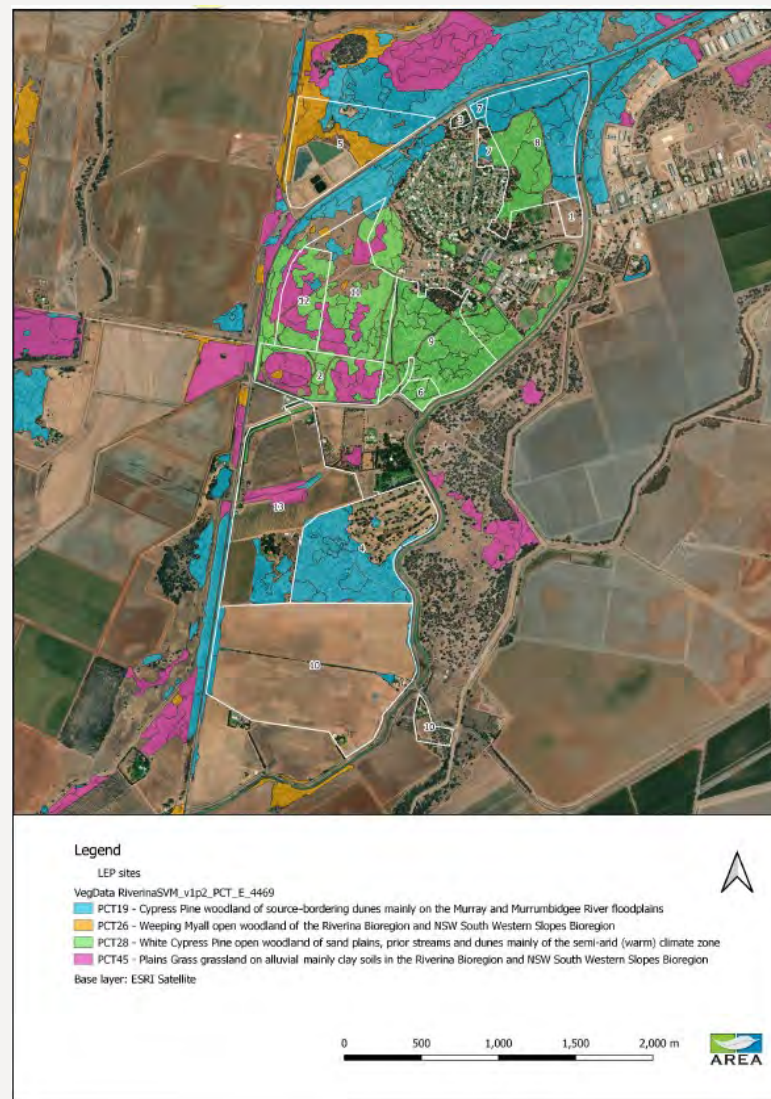 7
3
8
7
5
1
11
12
9
2
6
13
4
10
10
Legend
LEP sites
VegData RiverinaSVM_v1p2_PCT_E_4469
PCT19 - Cypress Pine woodland of source-bordering dunes mainly on the Murray and Murrumbidgee River floodplains
PCT26 - Weeping Myall open woodland of the Riverina Bioregion and NSW South Western Slopes Bioregion
PCT28 - White Cypress Pine open woodland of sand plains, prior streams and dunes mainly of the semi-arid (warm) climate zone
PCT45 - Plains Grass grassland on alluvial mainly clay soils in the Riverina Bioregion and NSW South Western Slopes Bioregion
Base layer: ESRI Satellite
0 500 1,000 1,500 2,000 m
AREA